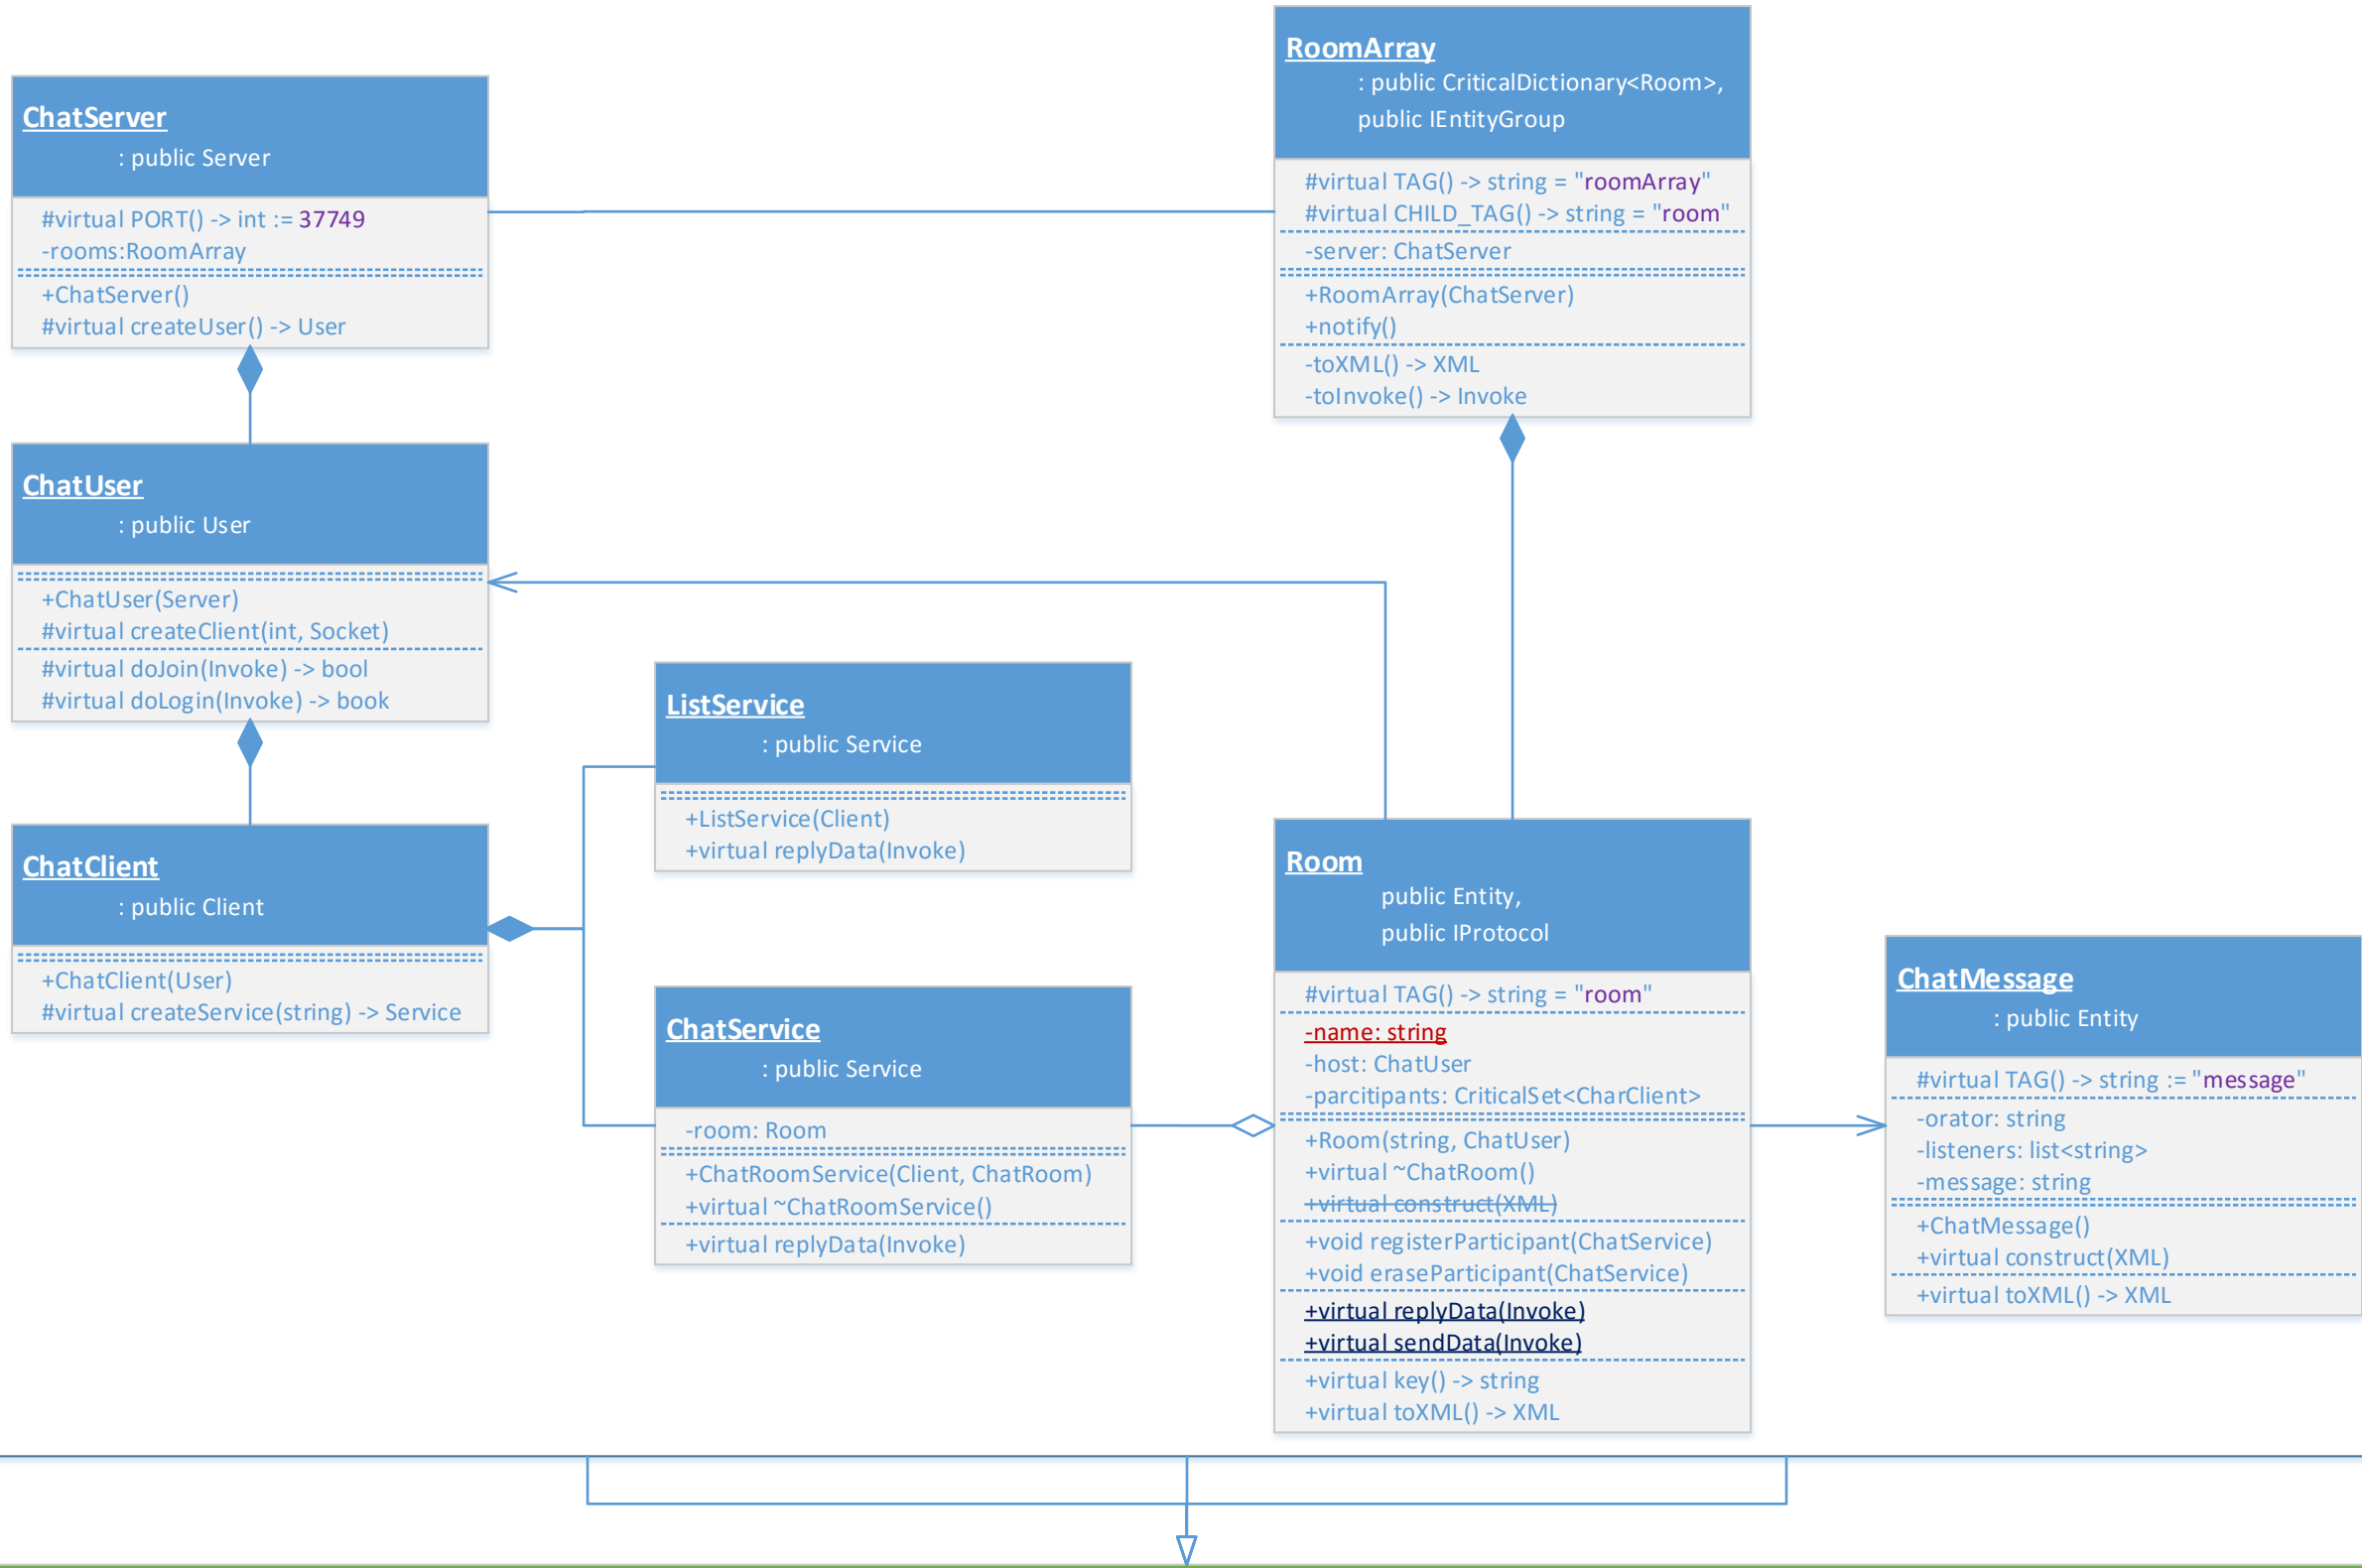 RoomArray
: public CriticalDictionary<Room>,
public IEntityGroup
#virtual TAG() -> string = "roomArray"
#virtual CHILD_TAG() -> string = "room"
-server: ChatServer
+RoomArray(ChatServer)
+notify()
-toXML() -> XML
-toInvoke() -> Invoke
ChatServer
: public Server
#virtual PORT() -> int := 37749
-rooms:RoomArray
+ChatServer()
#virtual createUser() -> User
ChatUser
: public User
+ChatUser(Server)
#virtual createClient(int, Socket)
#virtual doJoin(Invoke) -> bool
#virtual doLogin(Invoke) -> book
ListService
: public Service
+ListService(Client)
+virtual replyData(Invoke)
ChatClient
: public Client
+ChatClient(User)
#virtual createService(string) -> Service
ChatService
: public Service
-room: Room
+ChatRoomService(Client, ChatRoom)
+virtual ~ChatRoomService()
+virtual replyData(Invoke)
Room
public Entity,
public IProtocol
#virtual TAG() -> string = "room"
-name: string
-host: ChatUser
-parcitipants: CriticalSet<CharClient>
+Room(string, ChatUser)
+virtual ~ChatRoom()
+virtual construct(XML)
+void registerParticipant(ChatService)
+void eraseParticipant(ChatService)
+virtual replyData(Invoke)
+virtual sendData(Invoke)
+virtual key() -> string
+virtual toXML() -> XML
ChatMessage
: public Entity
#virtual TAG() -> string := "message"
-orator: string
-listeners: list<string>
-message: string
+ChatMessage()
+virtual construct(XML)
+virtual toXML() -> XML